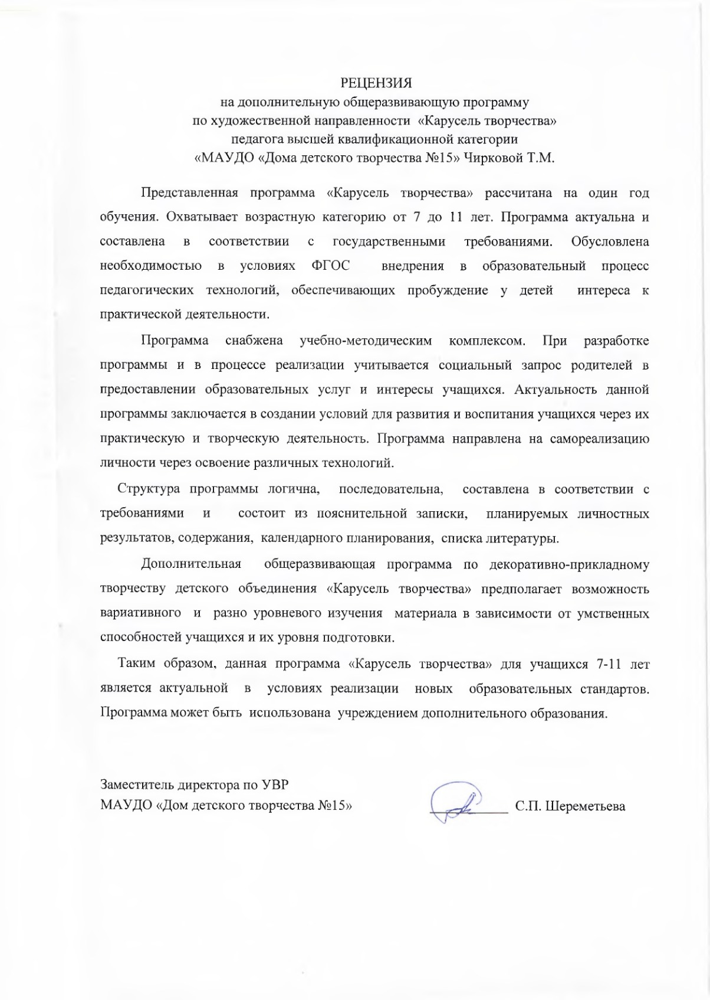 РЕЦЕНЗИЯ
на дополнительную общеразвивающую программу
по художественной направленности «Карусель творчества»
педагога высшей квалификационной категории
«МАУДО «Дома детского творчества №15» Чирковой Т.М.
Представленная программа «Карусель творчества» рассчитана на один год
обучения. Охватывает возрастную категорию от 7 до 11 лет. Программа актуальна и
составлена в соответствии с государственными требованиями. Обусловлена
необходимостью в условиях ФГОС внедрения в образовательный процесс
педагогических технологий, обеспечивающих пробуждение у детей интереса к
практической деятельности.
Программа снабжена учебно-методическим комплексом. При разработке
программы и в процессе реализации учитывается социальный запрос родителей в
предоставлении образовательных услуг и интересы учащихся. Актуальность данной
программы заключается в создании условий для развития и воспитания учащихся через их
практическую и творческую деятельность. Программа направлена на самореализацию
личности через освоение различных технологий.
Структура программы логична, последовательна, составлена в соответствии с
требованиями и состоит из пояснительной записки, планируемых личностных
результатов, содержания, календарного планирования, списка литературы.
Дополнительная общеразвивающая программа по декоративно-прикладному
творчеству детского объединения «Карусель творчества» предполагает возможность
вариативного и разно уровневого изучения материала в зависимости от умственных
способностей учащихся и их уровня подготовки.
Таким образом, данная программа «Карусель творчества» для учащихся 7-11 лет
является актуальной в условиях реализации новых образовательных стандартов.
Программа может быть использована учреждением дополнительного образования.
Заместитель директора по УВР
МАУДО «Дом детского творчества №15» С.П. Шереметьева